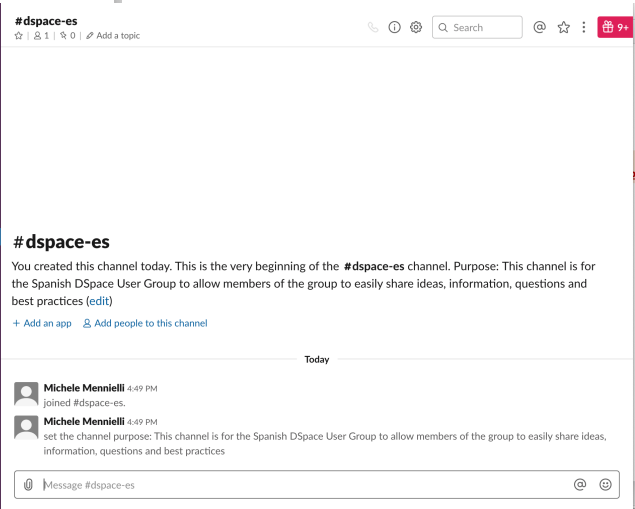 #dspace-es
1 | 0 | Add a topic
Search
9+
#dspace-es
You created this channel today. This is the very beginning of the #dspace-es channel. Purpose: This channel is for
the Spanish DSpace User Group to allow members of the group to easily share ideas, information, questions and
best practices (edit)
+ Add an app Add people to this channel
Today
Michele Mennielli 4:49 PM
joined #dspace-es.
Michele Mennielli 4:49 PM
set the channel purpose: This channel is for the Spanish DSpace User Group to allow members of the group to easily share ideas,
information, questions and best practices
Message #dspace-es